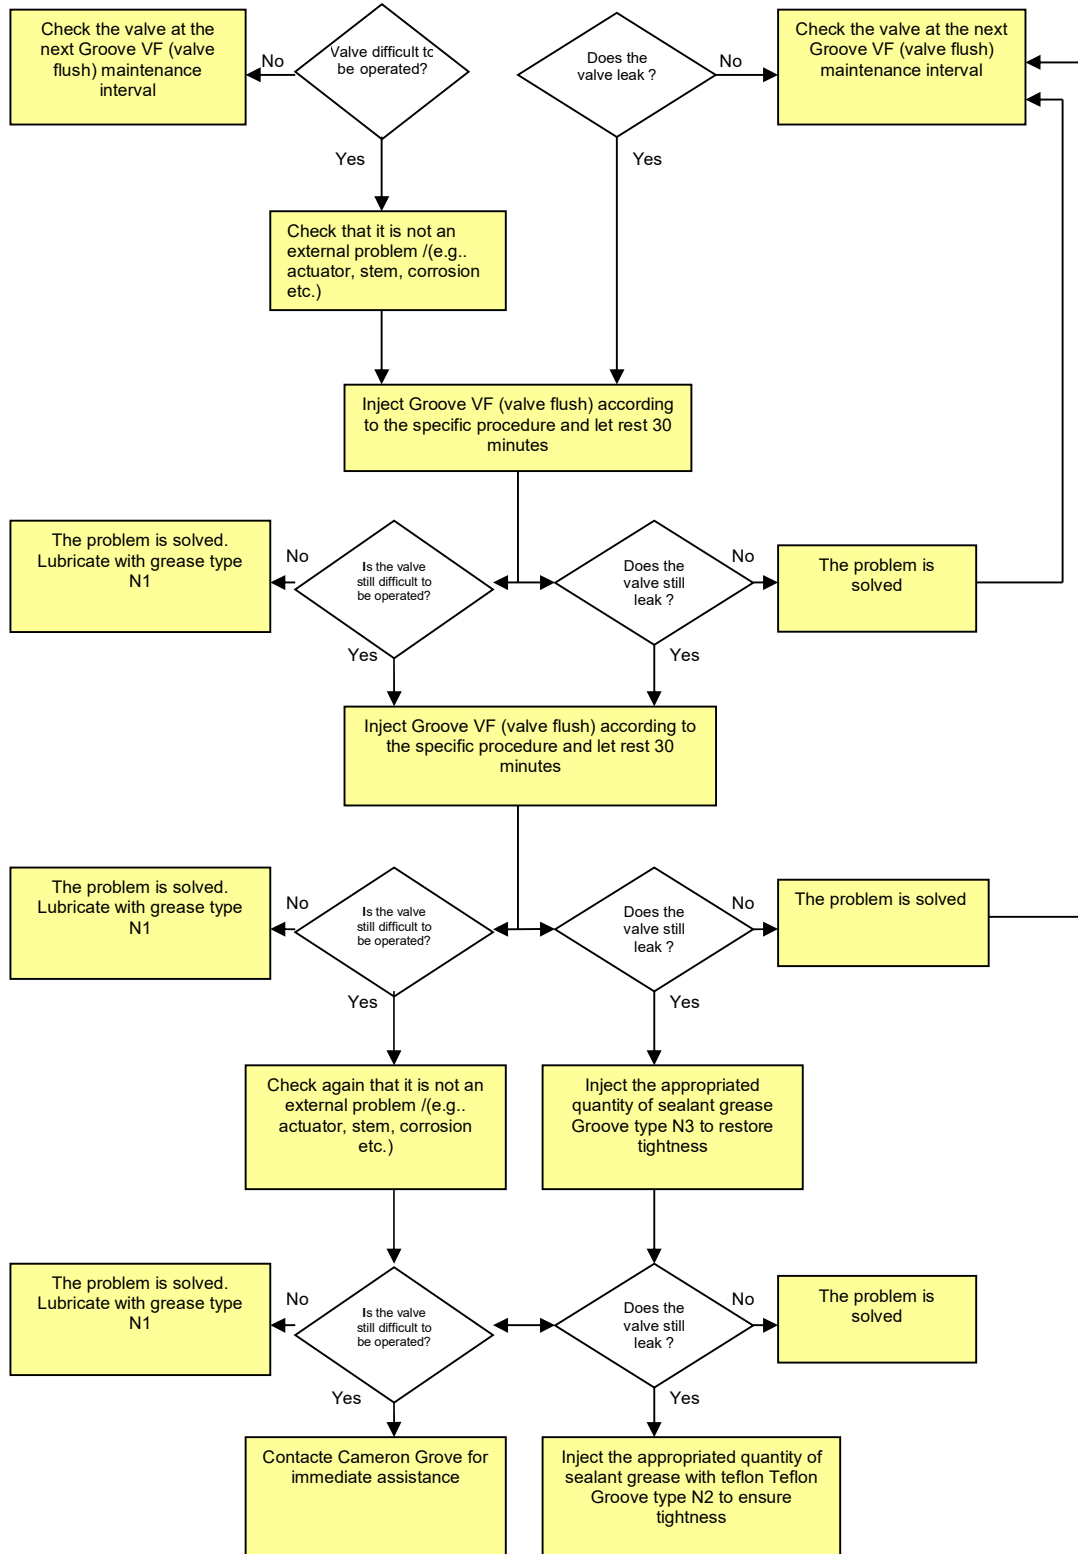 Check the valve at the
next Groove VF (valve
flush) maintenance
interval
No
Valve difficult to
be operated?
Does the
valve leak ?
No
Check the valve at the next
Groove VF (valve flush)
maintenance interval
Yes
Yes
Check that it is not an
external problem /(e.g..
actuator, stem, corrosion
etc.)
Inject Groove VF (valve flush) according
to the specific procedure and let rest 30
minutes
The problem is solved.
Lubricate with grease type
N1
No
Is the valve
still difficult to
be operated?
Does the
valve still
leak ?
No
The problem is
solved
Yes
Yes
Inject Groove VF (valve flush) according to
the specific procedure and let rest 30
minutes
The problem is solved.
Lubricate with grease type
N1
No
Is the valve
still difficult to
be operated?
Does the
valve still
leak ?
No
The problem is solved
Yes
Yes
Check again that it is not an
external problem /(e.g..
actuator, stem, corrosion
etc.)
Inject the appropriated
quantity of sealant grease
Groove type N3 to restore
tightness
The problem is solved.
Lubricate with grease type
N1
No
Is the valve
still difficult to
be operated?
Does the
valve still
leak ?
No
The problem is
solved
Yes
Yes
Contacte Cameron Grove for
immediate assistance
Inject the appropriated quantity of
sealant grease with teflon Teflon
Groove type N2 to ensure
tightness